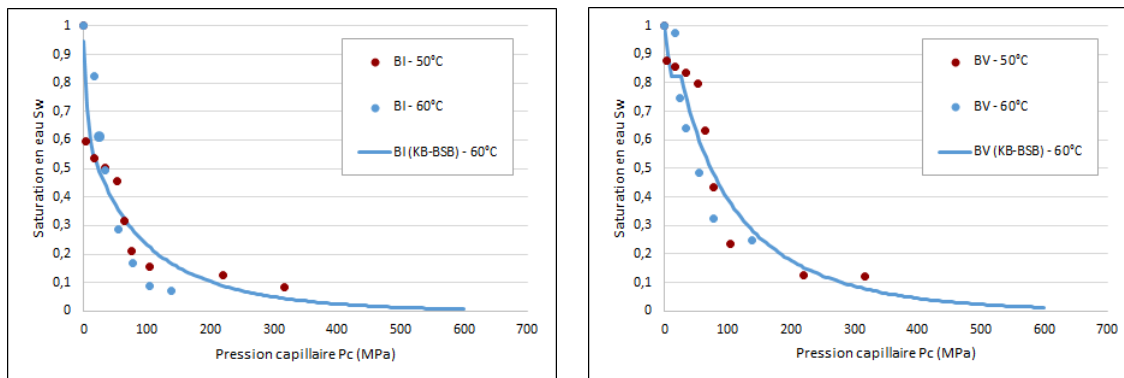 1
0,9
0,8
0,7
0,6
0,5
0,4
0,3
0,2
0,1
0
Saturation en eau Sw
0 100 200 300 400 500 600 700
Pression capillaire Pc (MPa)
BI - 50°C
BI - 60°C
BI (KB-BSB) - 60°C
1
0,9
0,8
0,7
0,6
0,5
0,4
0,3
0,2
0,1
0
Saturation en eau Sw
0 100 200 300 400 500 600 700
Pression capillaire Pc (MPa)
BV - 50°C
BV - 60°C
BV (KB-BSB) - 60°C